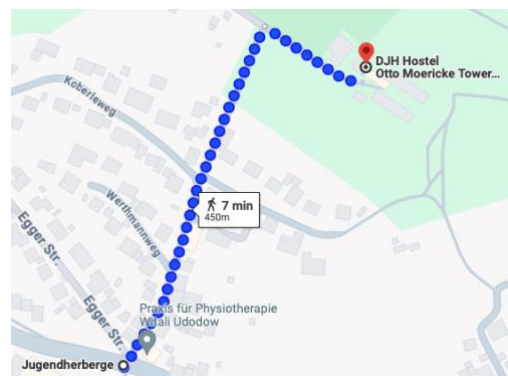 DJH Hostel
Otto Moericke Tower...
Koberleweg
7 min
450m
Werthmannweg
Egger Str.
Egger Str.
Praxis für Physiotherapie
Witali Udodow
Jugendherberge